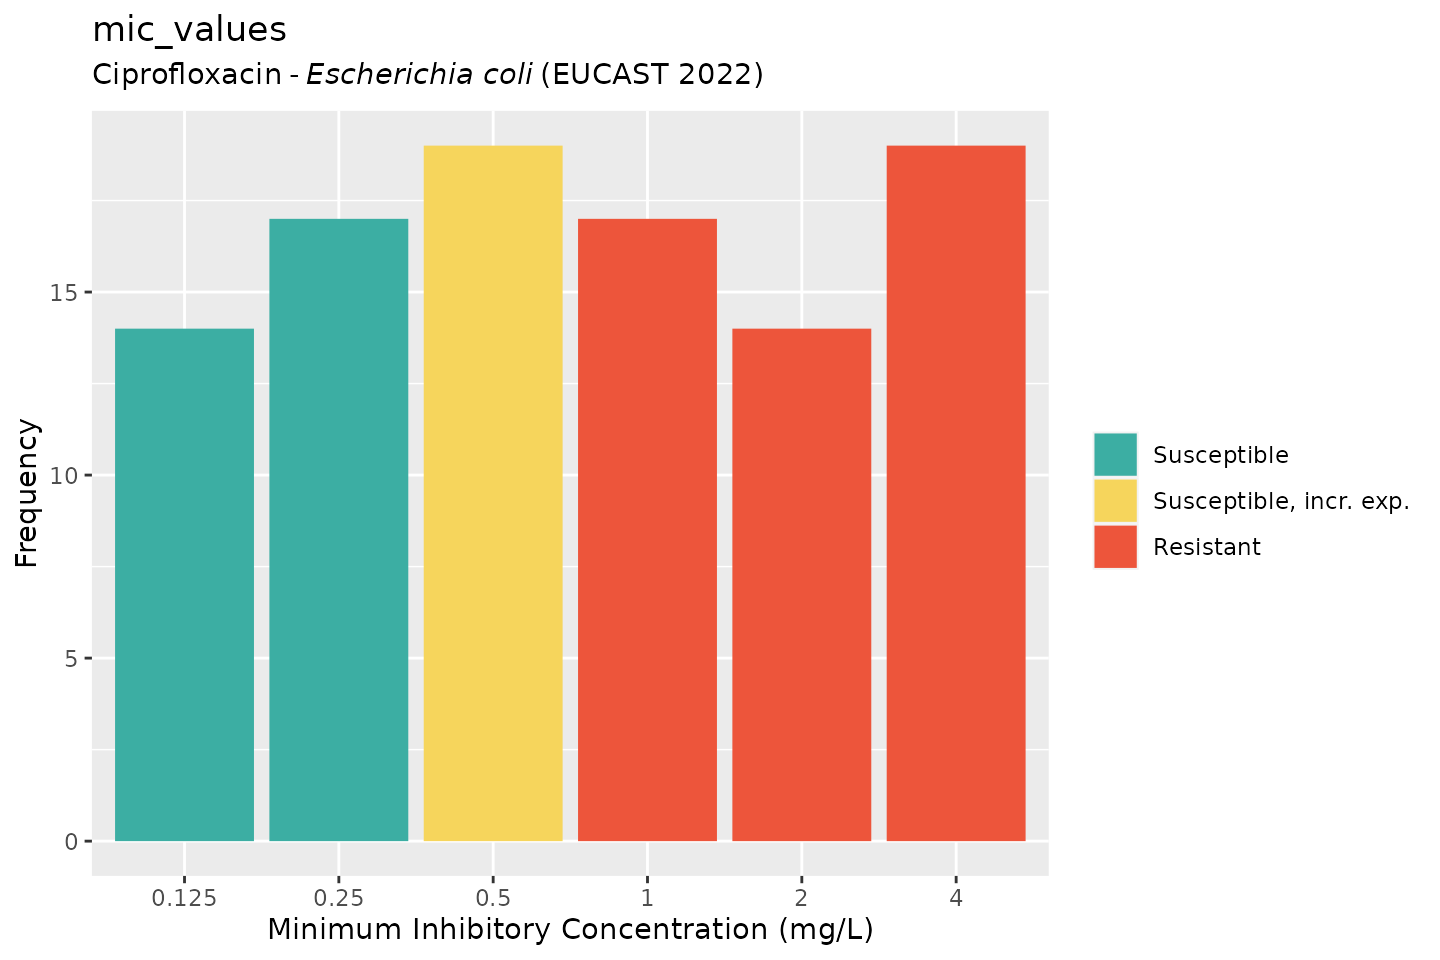 mic_values
Ciprofloxacin - Escherichia coli (EUCAST 2022)
Frequency
15
10
5
0
0.125
0.25
0.5
1
2
4
Minimum Inhibitory Concentration (mg/L)
Susceptible
Susceptible, incr. exp.
Resistant